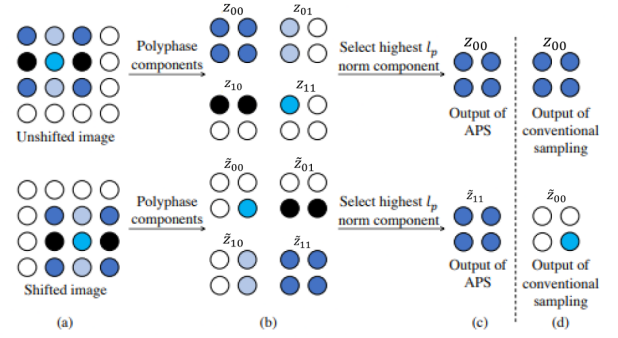 z₀₀ z₀₁
Polyphase
components
Select highest lₚ
norm component
z₀₀
z₀₀
z₁₀ z₁₁
Output of
APS
Output of
conventional
sampling
Unshifted image
z̃₀₀ z̃₀₁
Polyphase
components
Select highest lₚ
norm component
z̃₁₁
z̃₀₀
z̃₁₀ z̃₁₁
Output of
APS
Output of
conventional
sampling
Shifted image
(a) (b) (c) (d)